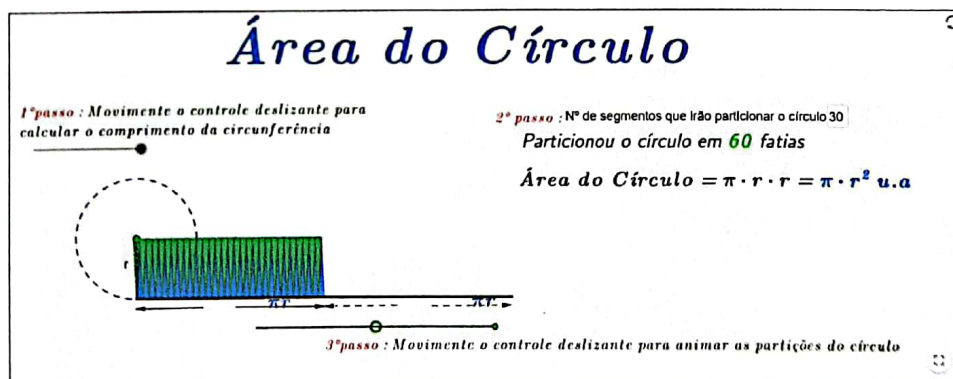 Área do Círculo
1°passo : Movimente o controle deslizante para
calcular o comprimento da circunferência
2° passo : Nº de segmentos que irão particionar o círculo 30
Particionou o círculo em 60 fatias
Área do Círculo = π · r · r = π · r² u.a
r
πr
πr
3°passo : Movimente o controle deslizante para animar as partições do círculo